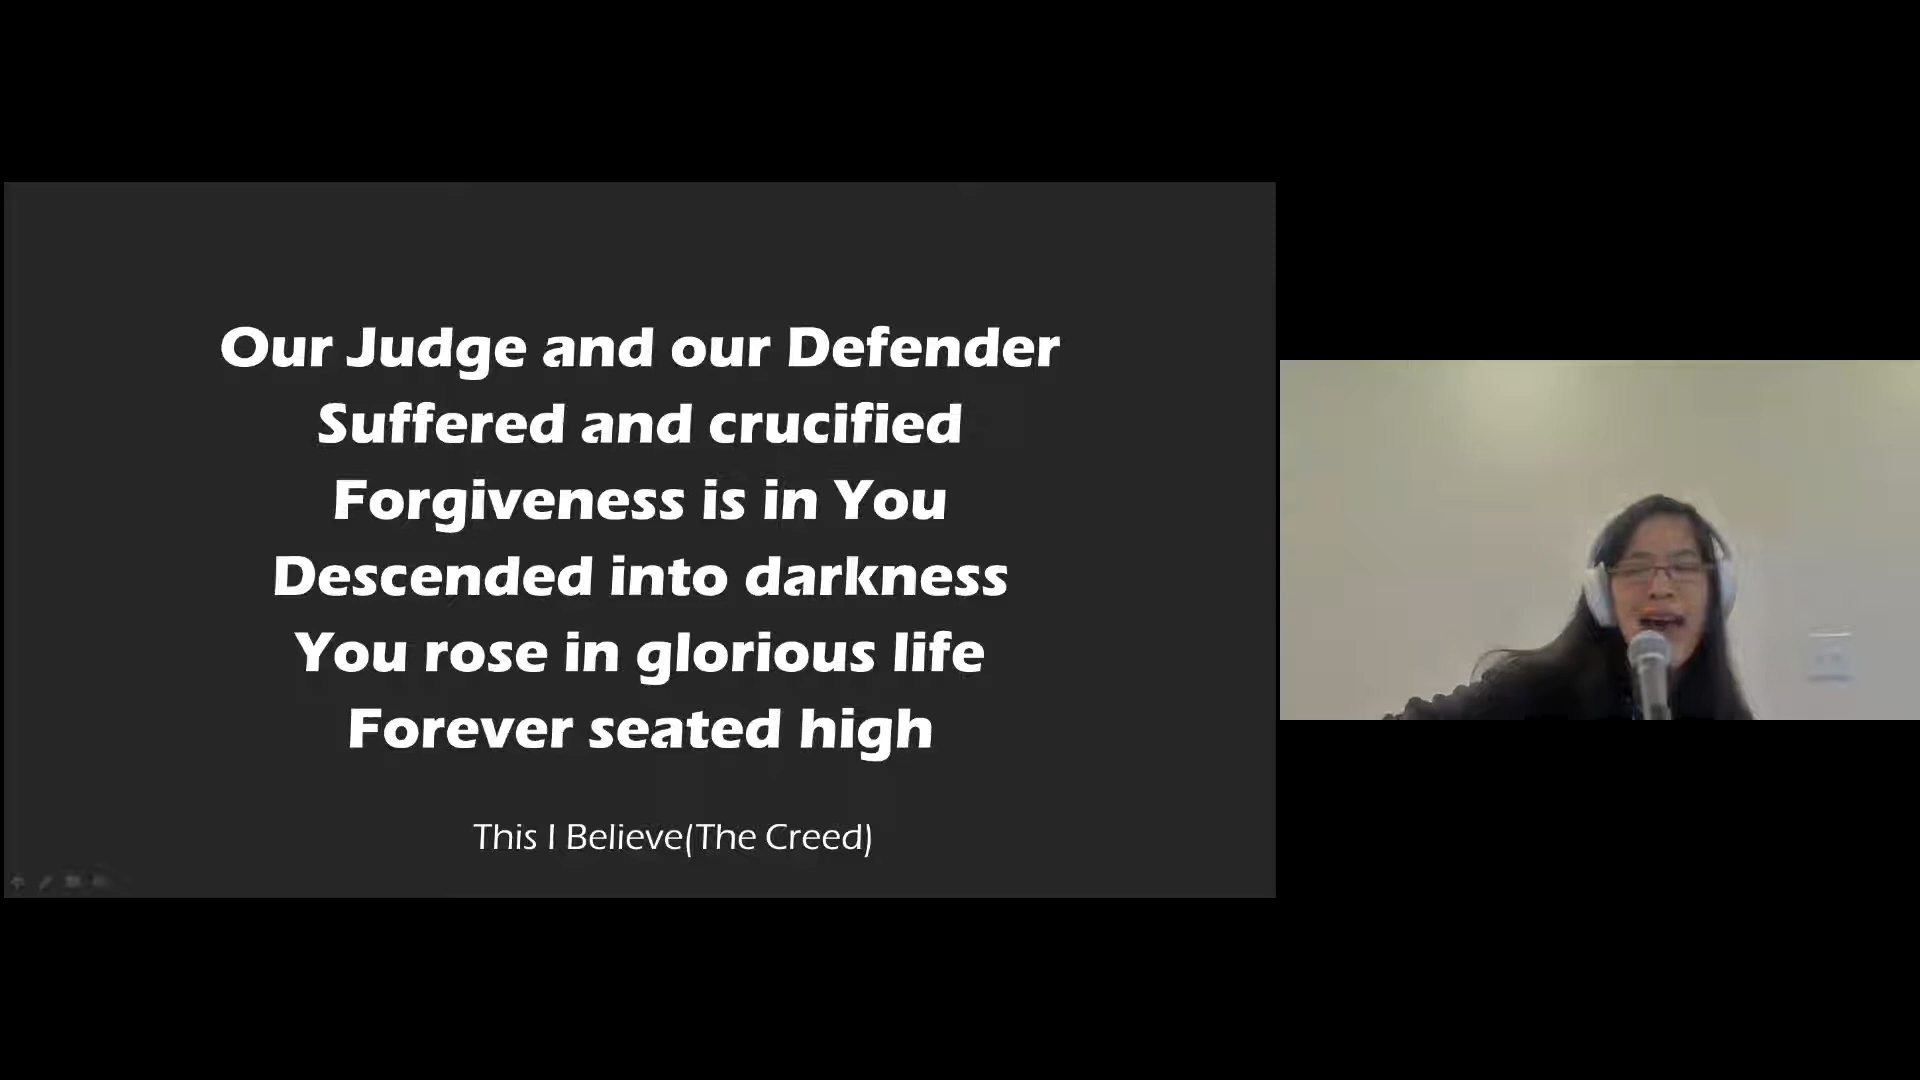 Our Judge and our Defender
Suffered and crucified
Forgiveness is in You
Descended into darkness
You rose in glorious life
Forever seated high
This I Believe(The Creed)